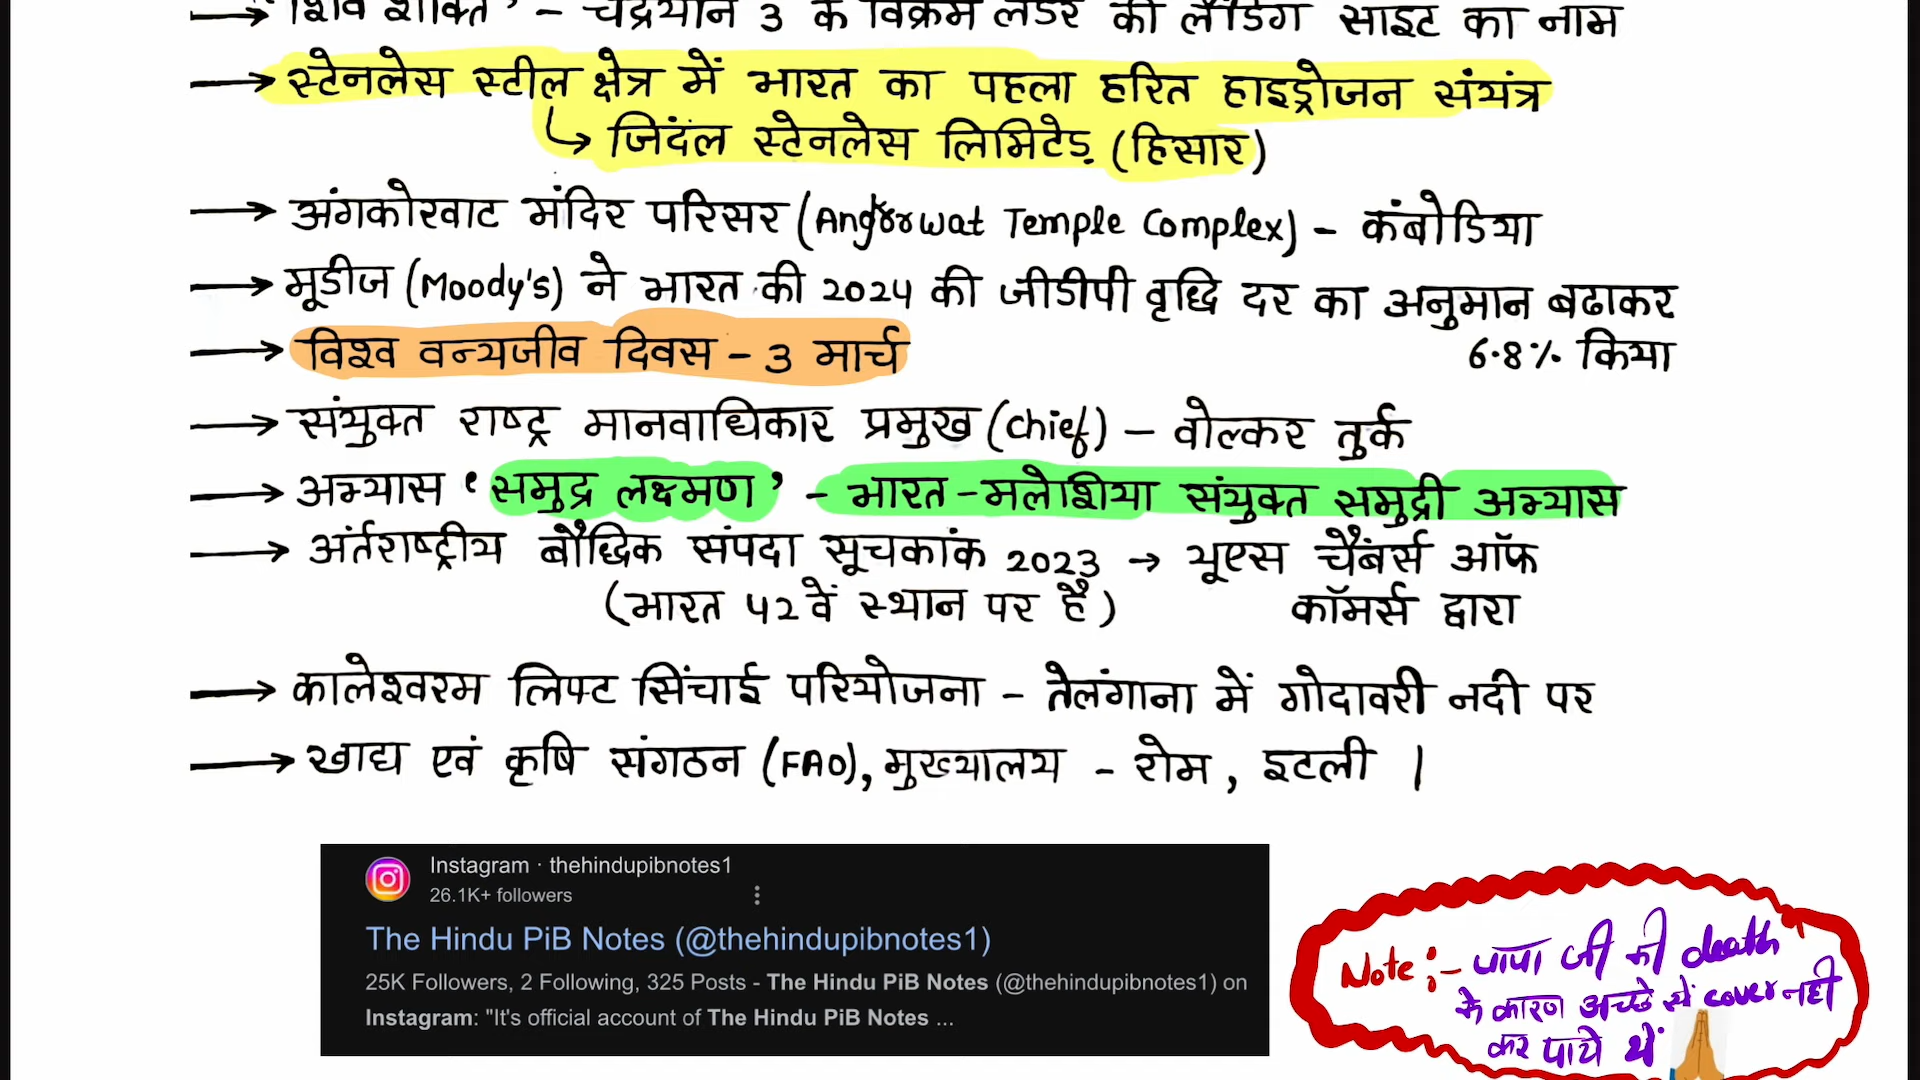 → 'शिव शक्ति' - चंद्रयान 3 के विक्रम लैंडर की लैंडिंग साइट का नाम
→ स्टेनलेस स्टील क्षेत्र में भारत का पहला हरित हाइड्रोजन संयंत्र
↳ जिंदल स्टेनलेस लिमिटेड (हिसार)
→ अंगकोरवाट मंदिर परिसर (Angkorwat Temple Complex) - कंबोडिया
→ मूडीज (Moody's) ने भारत की 2024 की जीडीपी वृद्धि दर का अनुमान बढाकर
6.8% किया
→ विश्व वन्यजीव दिवस - 3 मार्च
→ संयुक्त राष्ट्र मानवाधिकार प्रमुख (Chief) - वोल्कर तुर्क
→ अभ्यास 'समुद्र लक्ष्मण' - भारत-मलेशिया संयुक्त समुद्री अभ्यास
→ अंर्तराष्ट्रीय बौद्धिक संपदा सूचकांक 2023 → यूएस चैंबर्स ऑफ
(भारत 42वें स्थान पर है) कॉमर्स द्वारा
→ कालेश्वरम लिफ्ट सिंचाई परियोजना - तेलंगाना में गोदावरी नदी पर
→ खाद्य एवं कृषि संगठन (FAO), मुख्यालय - रोम, इटली |
Instagram · thehindupibnotes1
26.1K+ followers
The Hindu PiB Notes (@thehindupibnotes1)
25K Followers, 2 Following, 325 Posts - The Hindu PiB Notes (@thehindupibnotes1) on
Instagram: "It's official account of The Hindu PiB Notes ...
Note:- पापा जी की death
के कारण अच्छे से cover नही
कर पाये थें